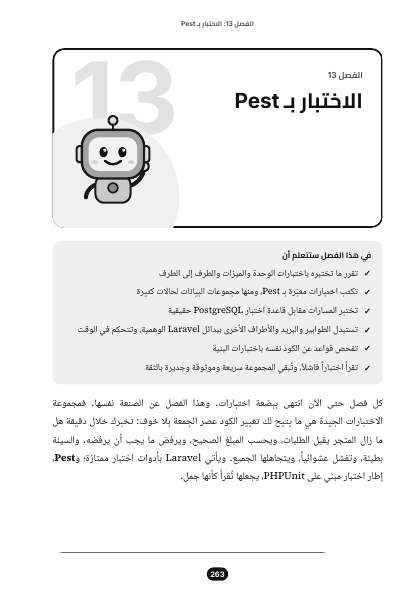 الفصل 13: الاختبار بـ Pest
13
الفصل 13
الاختبار بـ Pest
في هذا الفصل ستتعلم أن
✓ تقرر ما تختبره باختبارات الوحدة والميزات والطرف إلى الطرف
✓ تكتب اختبارات معبّرة بـ Pest، ومنها مجموعات البيانات لحالات كثيرة
✓ تختبر المسارات مقابل قاعدة اختبار PostgreSQL حقيقية
✓ تستبدل الطوابير والبريد والأطراف الأخرى ببدائل Laravel الوهمية، وتتحكم في الوقت
✓ تفحص قواعد عن الكود نفسه باختبارات البنية
✓ تقرأ اختباراً فاشلاً، وتُبقي المجموعة سريعة وموثوقة وجديرة بالثقة
كل فصل حتى الآن انتهى ببضعة اختبارات. وهذا الفصل عن الصنعة نفسها. فمجموعة
الاختبارات الجيدة هي ما يتيح لك تغيير الكود عصر الجمعة بلا خوف: تخبرك خلال دقيقة هل
ما زال المتجر يقبل الطلبات، ويحسب المبلغ الصحيح، ويرفض ما يجب أن يرفضه. والسيئة
بطيئة، وتفشل عشوائياً، ويتجاهلها الجميع. ويأتي Laravel بأدوات اختبار ممتازة؛ وPest،
إطار اختبار مبني على PHPUnit، يجعلها تُقرأ كأنها جمل.
263